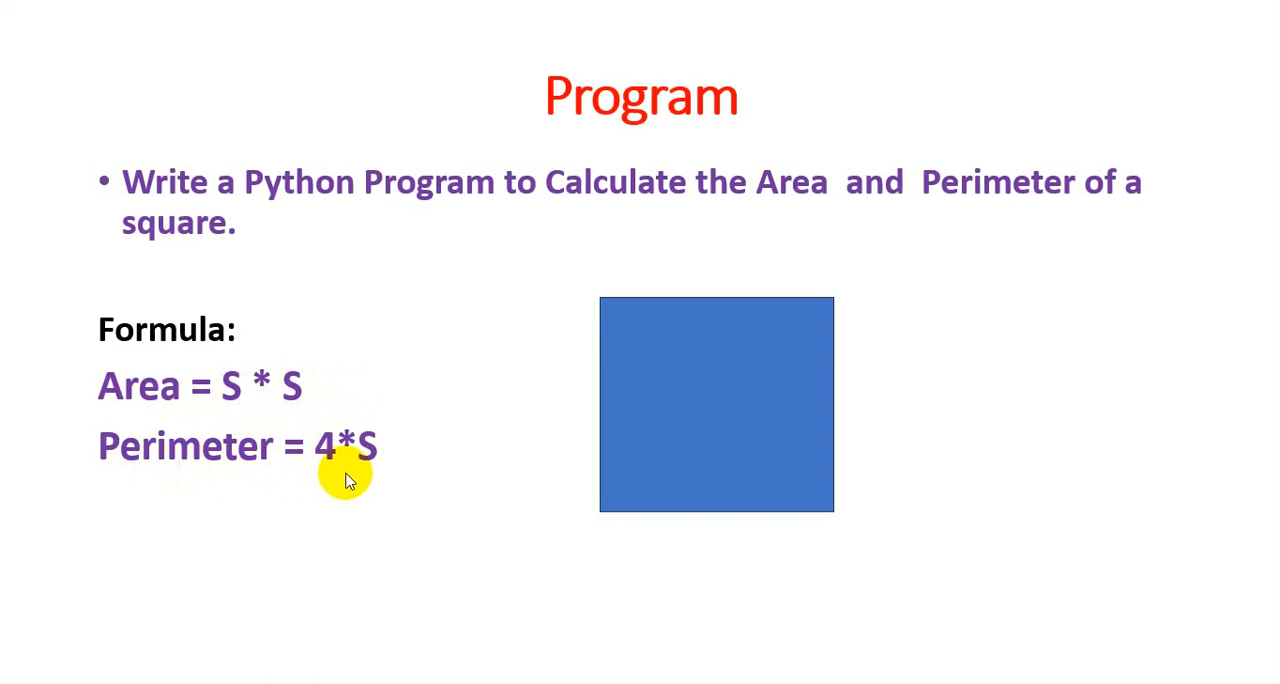 Program
• Write a Python Program to Calculate the Area  and  Perimeter of a
square.
Formula:
Area = S * S
Perimeter = 4*S